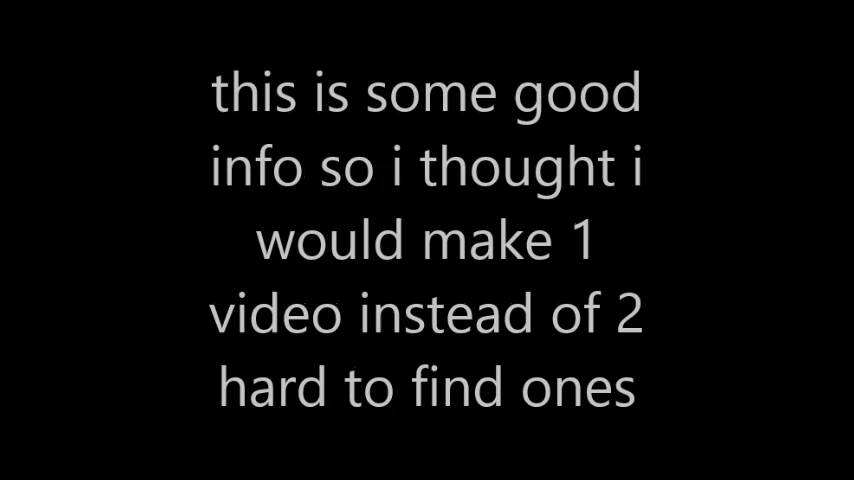 this is some good
info so i thought i
would make 1
video instead of 2
hard to find ones